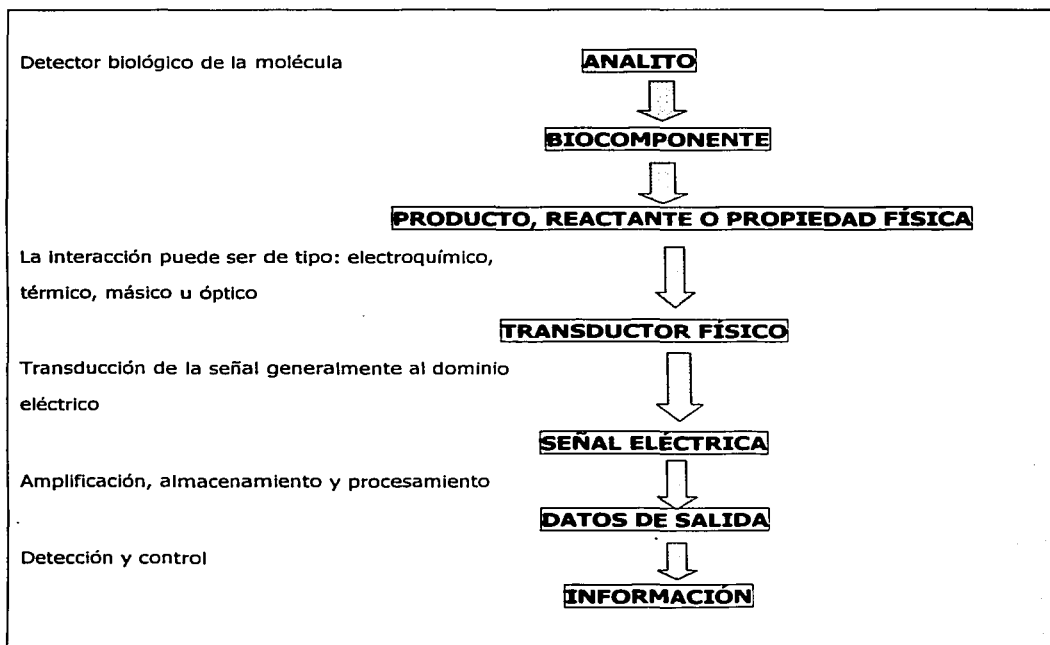 Detector biológico de la molécula
ANALITO
BIOCOMPONENTE
PRODUCTO, REACTANTE O PROPIEDAD FÍSICA
La interacción puede ser de tipo: electroquímico,
térmico, másico u óptico
TRANSDUCTOR FÍSICO
Transducción de la señal generalmente al dominio
eléctrico
SEÑAL ELÉCTRICA
Amplificación, almacenamiento y procesamiento
DATOS DE SALIDA
Detección y control
INFORMACIÓN